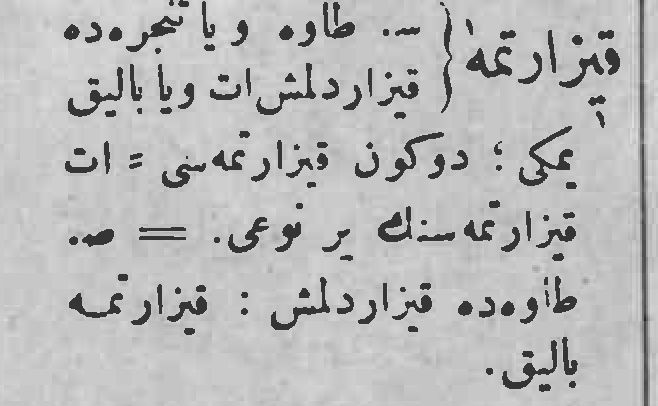 قیزارتمه { س. طاوه ویا تنجره‌ده
قیزاردلمش ات ویا بالیق
یمکی ؛ دوکون قیزارتمه‌سی = ات
قیزارتمه‌سنك بر نوعی. = ص.
طاوه‌ده قیزاردلمش : قیزارتمه
بالیق.